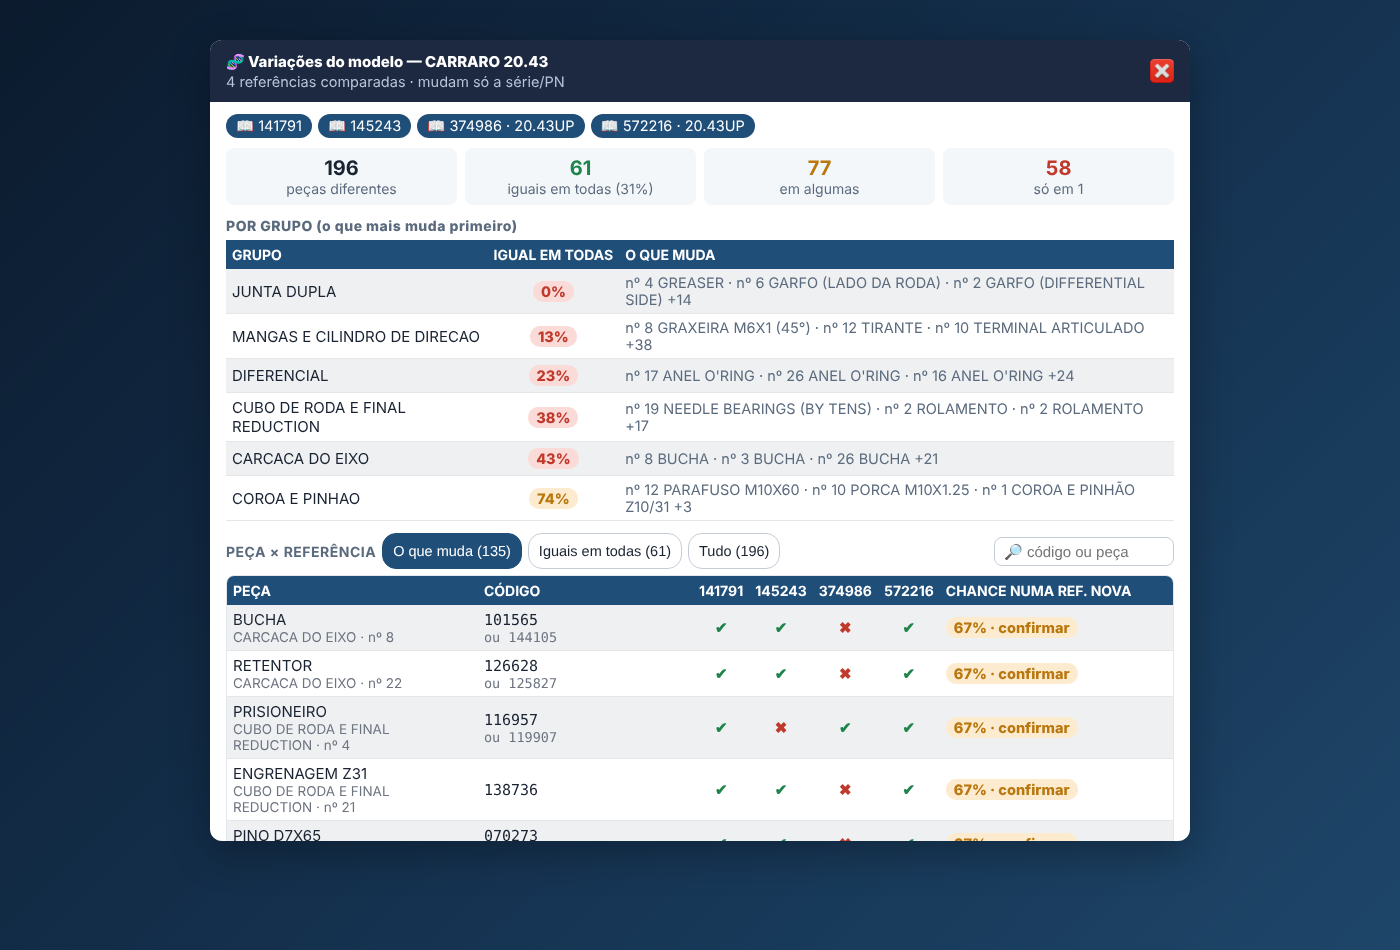 🧬 Variações do modelo — CARRARO 20.43
4 referências comparadas · mudam só a série/PN
📖 141791 📖 145243 📖 374986 · 20.43UP 📖 572216 · 20.43UP
196 61 77 58
peças diferentes iguais em todas (31%) em algumas só em 1
POR GRUPO (o que mais muda primeiro)
GRUPO IGUAL EM TODAS O QUE MUDA
JUNTA DUPLA 0% nº 4 GREASER · nº 6 GARFO (LADO DA RODA) · nº 2 GARFO (DIFFERENTIAL
SIDE) +14
MANGAS E CILINDRO DE DIRECAO 13% nº 8 GRAXEIRA M6X1 (45°) · nº 12 TIRANTE · nº 10 TERMINAL ARTICULADO
+38
DIFERENCIAL 23% nº 17 ANEL O'RING · nº 26 ANEL O'RING · nº 16 ANEL O'RING +24
CUBO DE RODA E FINAL
REDUCTION 38% nº 19 NEEDLE BEARINGS (BY TENS) · nº 2 ROLAMENTO · nº 2 ROLAMENTO
+17
CARCACA DO EIXO 43% nº 8 BUCHA · nº 3 BUCHA · nº 26 BUCHA +21
COROA E PINHAO 74% nº 12 PARAFUSO M10X60 · nº 10 PORCA M10X1.25 · nº 1 COROA E PINHÃO
Z10/31 +3
PEÇA × REFERÊNCIA O que muda (135) Iguais em todas (61) Tudo (196) 🔎 código ou peça
PEÇA CÓDIGO 141791 145243 374986 572216 CHANCE NUMA REF. NOVA
BUCHA 101565 ✔ ✔ ✖ ✔ 67% · confirmar
CARCACA DO EIXO · nº 8 ou 144105
RETENTOR 126628 ✔ ✔ ✖ ✔ 67% · confirmar
CARCACA DO EIXO · nº 22 ou 125827
PRISIONEIRO 116957 ✔ ✖ ✔ ✔ 67% · confirmar
CUBO DE RODA E FINAL ou 119907
REDUCTION · nº 4
ENGRENAGEM Z31
CUBO DE RODA E FINAL 138736 ✔ ✔ ✖ ✔ 67% · confirmar
REDUCTION · nº 21
PINO D7X65 070273